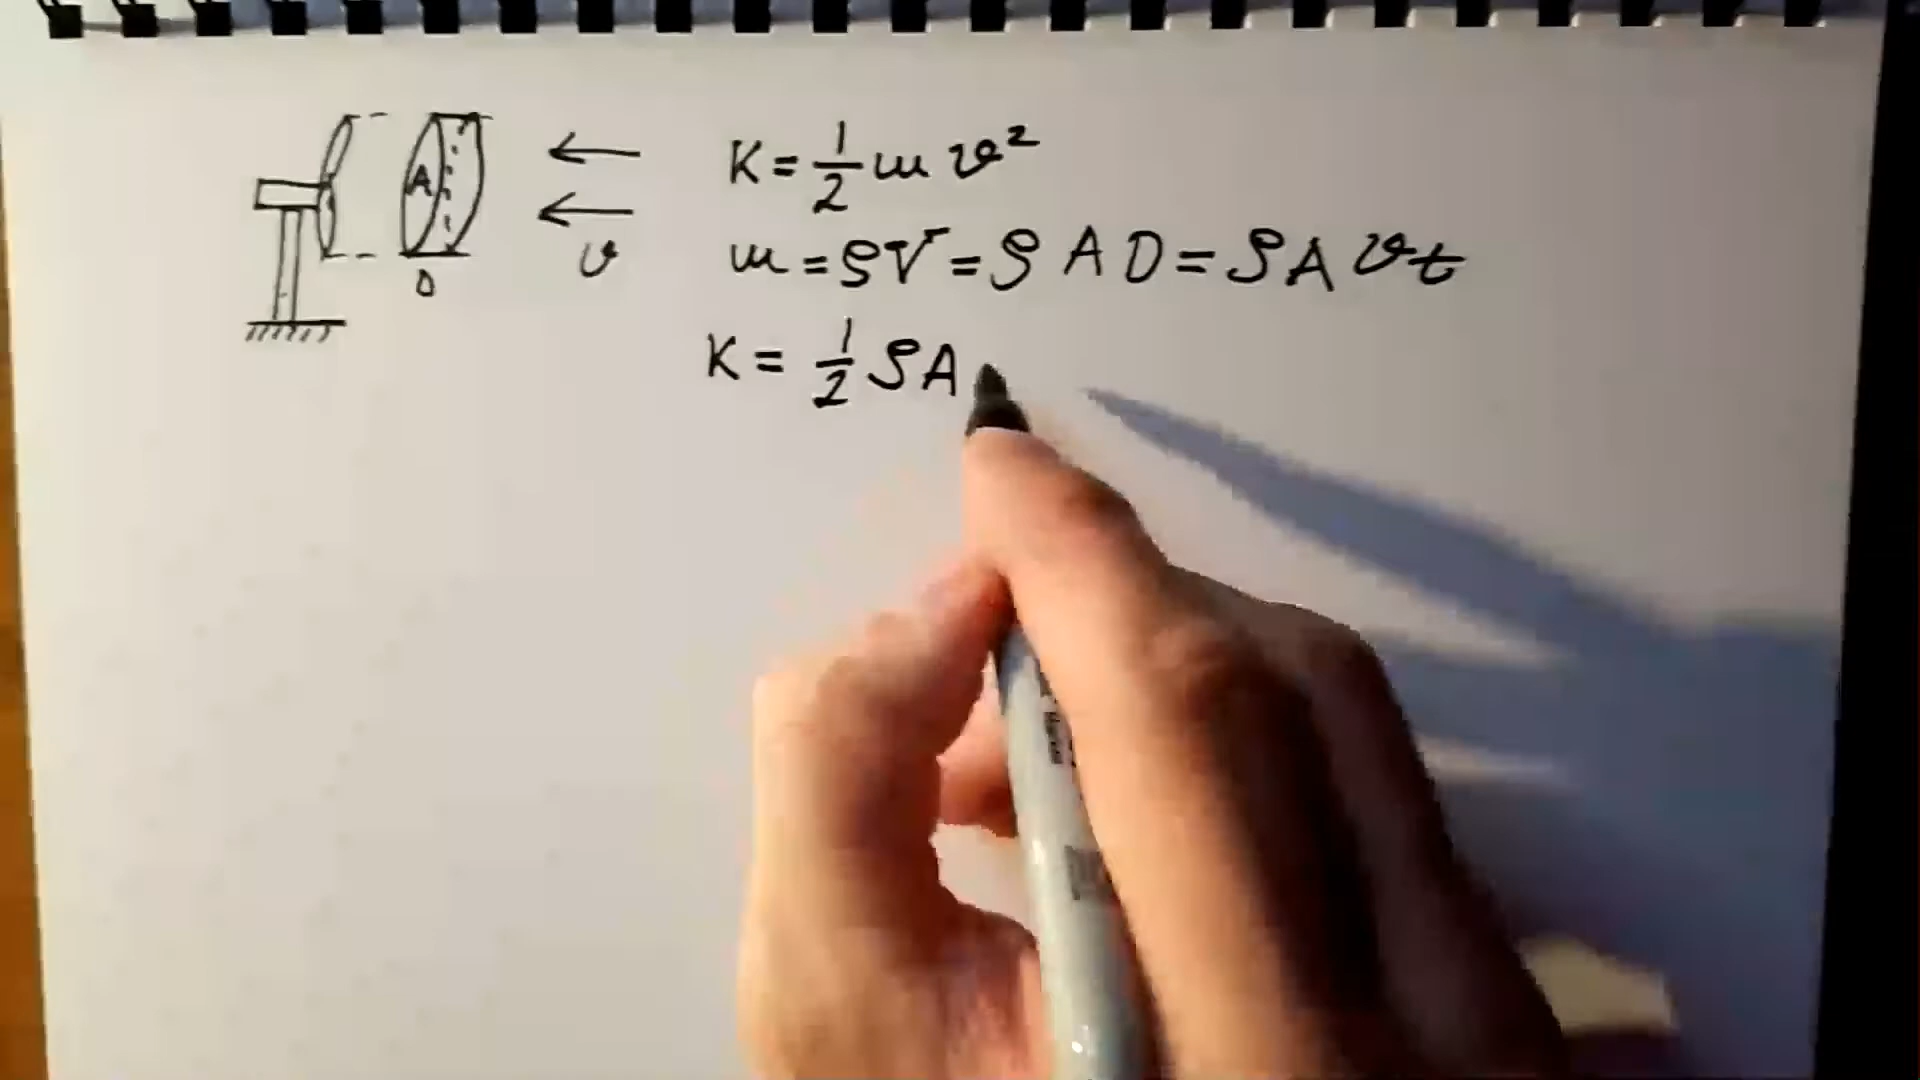 K = 1/2 m v²
A
v
D
m = ρV = ρ A D = ρ A v t
K = 1/2 ρ A